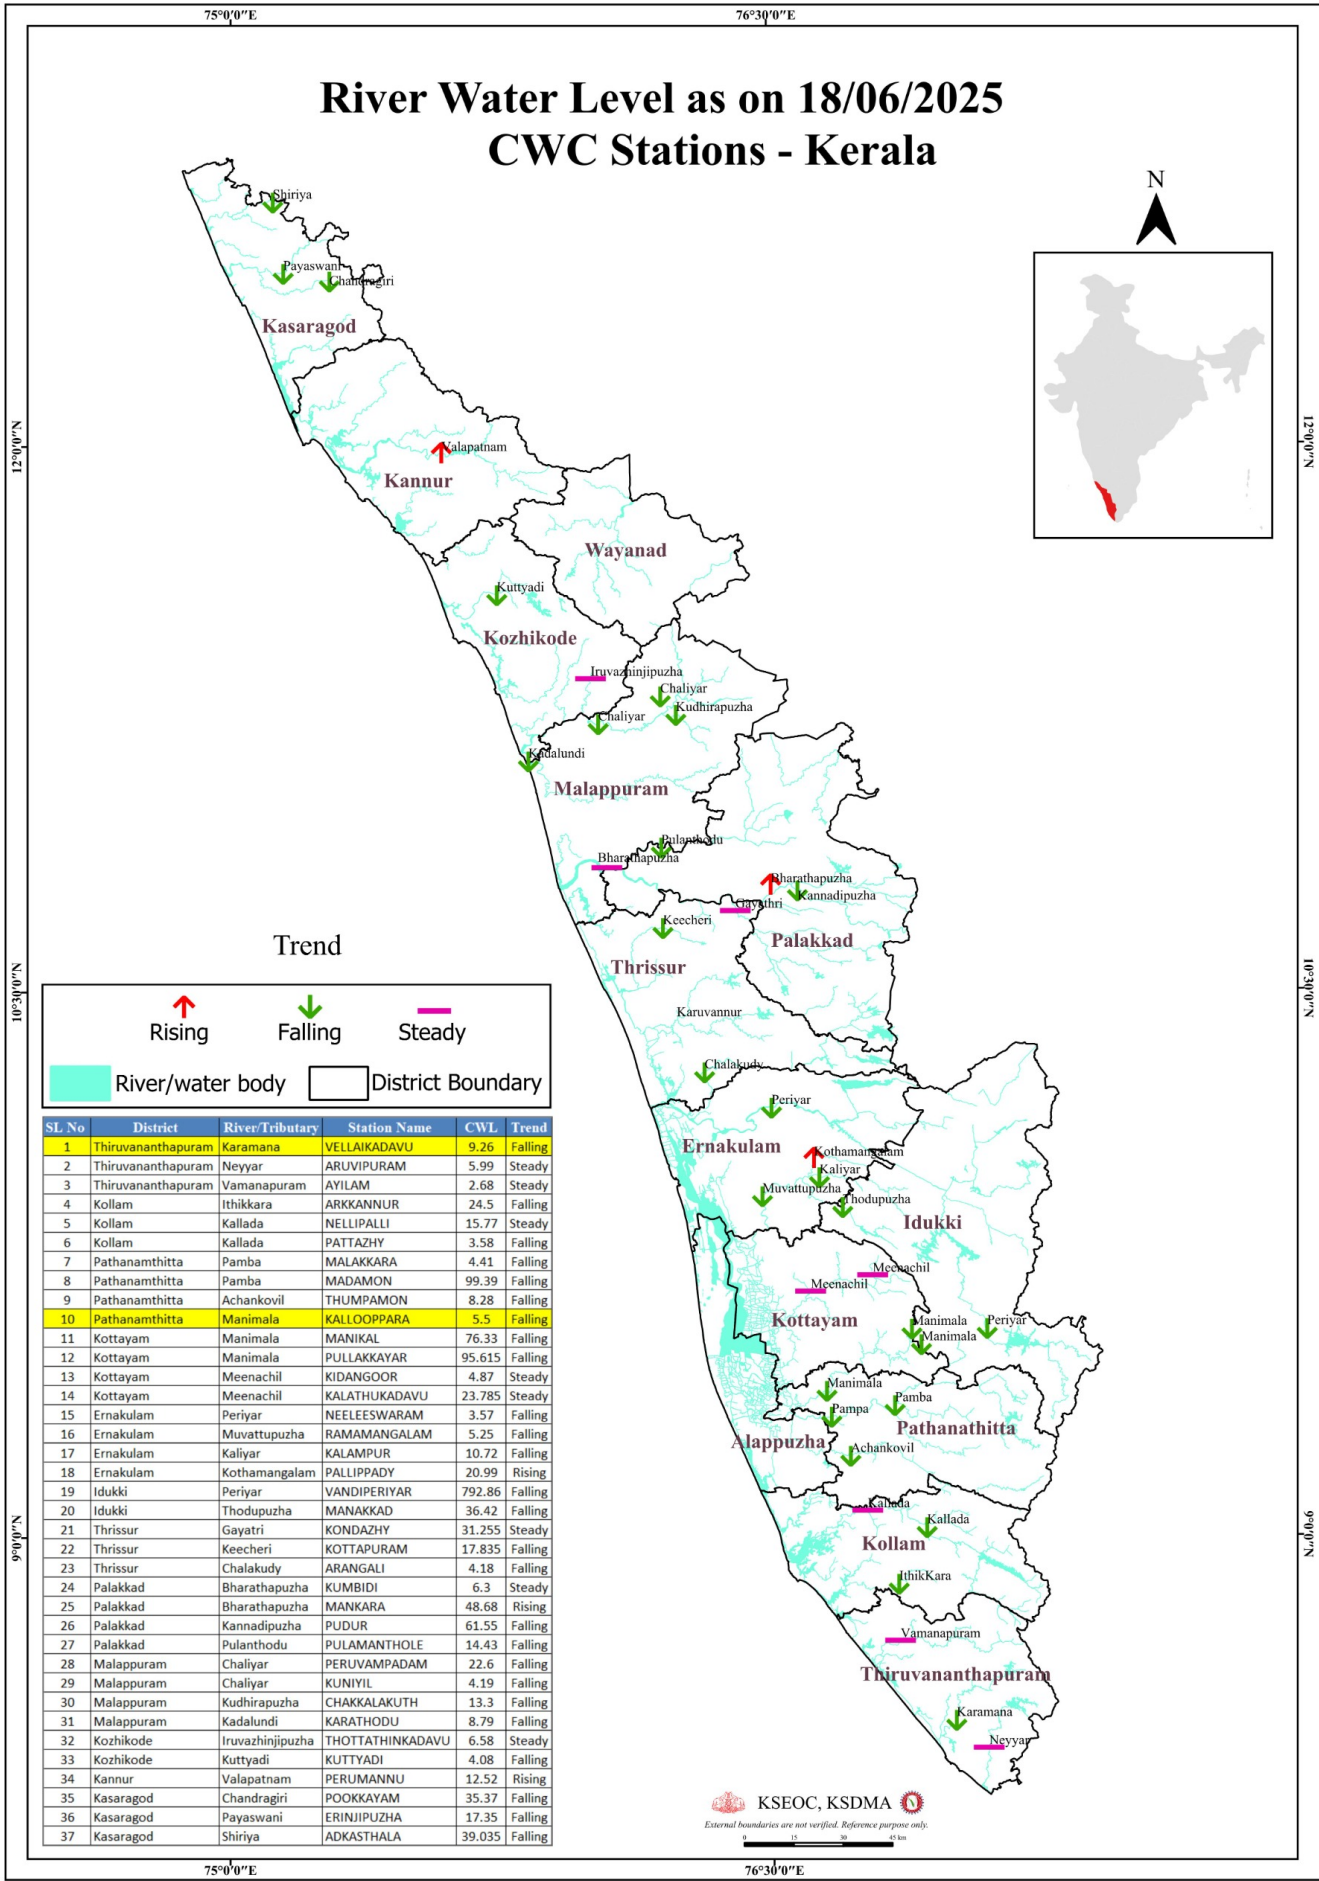 75°0'0"E 76°30'0"E
River Water Level as on 18/06/2025
CWC Stations - Kerala
N
Shiriya
Payaswani
Chandragiri
Kasaragod
12°0'0"N
12°0'0"N
Valapatnam
Kannur
Wayanad
Kuttyadi
Kozhikode
Iruvazhinjipuzha
Chaliyar
Kudhirapuzha
Chaliyar
Kadalundi
Malappuram
Pulanthodu
Bharathapuzha
Bharathapuzha
Kannadipuzha
Gayathri
Keecheri
Palakkad
Thrissur
10°30'0"N
10°30'0"N
Karuvannur
Chalakudy
Periyar
Ernakulam
Kothamangalam
Kaliyar
Muvattupuzha
Thodupuzha
Idukki
Meenachil
Meenachil
Kottayam
Manimala
Periyar
Manimala
Manimala
Pamba
Pampa
Pathanathitta
Alappuzha
Achankovil
Kallada
Kallada
Kollam
9°0'0"N
9°0'0"N
IthikKara
Vamanapuram
Thiruvananthapuram
Karamana
Neyyar
Trend
Rising Falling Steady
River/water body District Boundary
SL No District River/Tributary Station Name CWL Trend
1 Thiruvananthapuram Karamana VELLAIKADAVU 9.26 Falling
2 Thiruvananthapuram Neyyar ARUVIPURAM 5.99 Steady
3 Thiruvananthapuram Vamanapuram AYILAM 2.68 Steady
4 Kollam Ithikkara ARKKANNUR 24.5 Falling
5 Kollam Kallada NELLIPALLI 15.77 Steady
6 Kollam Kallada PATTAZHY 3.58 Falling
7 Pathanamthitta Pamba MALAKKARA 4.41 Falling
8 Pathanamthitta Pamba MADAMON 99.39 Falling
9 Pathanamthitta Achankovil THUMPAMON 8.28 Falling
10 Pathanamthitta Manimala KALLOOPPARA 5.5 Falling
11 Kottayam Manimala MANIKAL 76.33 Falling
12 Kottayam Manimala PULLAKKAYAR 95.615 Falling
13 Kottayam Meenachil KIDANGOOR 4.87 Steady
14 Kottayam Meenachil KALATHUKADAVU 23.785 Steady
15 Ernakulam Periyar NEELEESWARAM 3.57 Falling
16 Ernakulam Muvattupuzha RAMAMANGALAM 5.25 Falling
17 Ernakulam Kaliyar KALAMPUR 10.72 Falling
18 Ernakulam Kothamangalam PALLIPPADY 20.99 Rising
19 Idukki Periyar VANDIPERIYAR 792.86 Falling
20 Idukki Thodupuzha MANAKKAD 36.42 Falling
21 Thrissur Gayatri KONDAZHY 31.255 Steady
22 Thrissur Keecheri KOTTAPURAM 17.835 Falling
23 Thrissur Chalakudy ARANGALI 4.18 Falling
24 Palakkad Bharathapuzha KUMBIDI 6.3 Steady
25 Palakkad Bharathapuzha MANKARA 48.68 Rising
26 Palakkad Kannadipuzha PUDUR 61.55 Falling
27 Palakkad Pulanthodu PULAMANTHOLE 14.43 Falling
28 Malappuram Chaliyar PERUVAMPADAM 22.6 Falling
29 Malappuram Chaliyar KUNIYIL 4.19 Falling
30 Malappuram Kudhirapuzha CHAKKALAKUTH 13.3 Falling
31 Malappuram Kadalundi KARATHODU 8.79 Falling
32 Kozhikode Iruvazhinjipuzha THOTTATHINKADAVU 6.58 Steady
33 Kozhikode Kuttyadi KUTTYADI 4.08 Falling
34 Kannur Valapatnam PERUMANNU 12.52 Rising
35 Kasaragod Chandragiri POOKKAYAM 35.37 Falling
36 Kasaragod Payaswani ERINJIPUZHA 17.35 Falling
37 Kasaragod Shiriya ADKASTHALA 39.035 Falling
KSEOC, KSDMA
External boundaries are not verified. Reference purpose only.
0 15 30 45 km
75°0'0"E 76°30'0"E